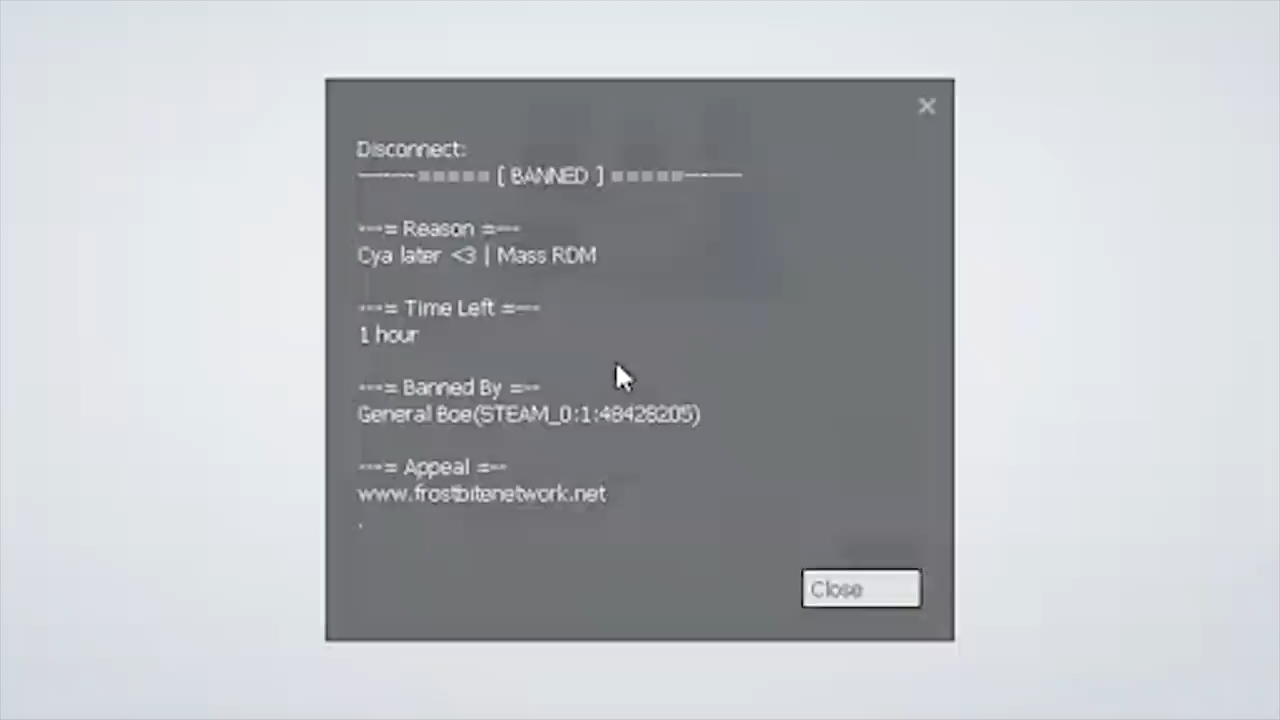 Disconnect:
-------===== [ BANNED ] =====-------
---= Reason =---
Cya later <3 | Mass RDM
---= Time Left =---
1 hour
---= Banned By =---
General Boe(STEAM_0:1:48428205)
---= Appeal =---
www.frostbitenetwork.net
.
Close